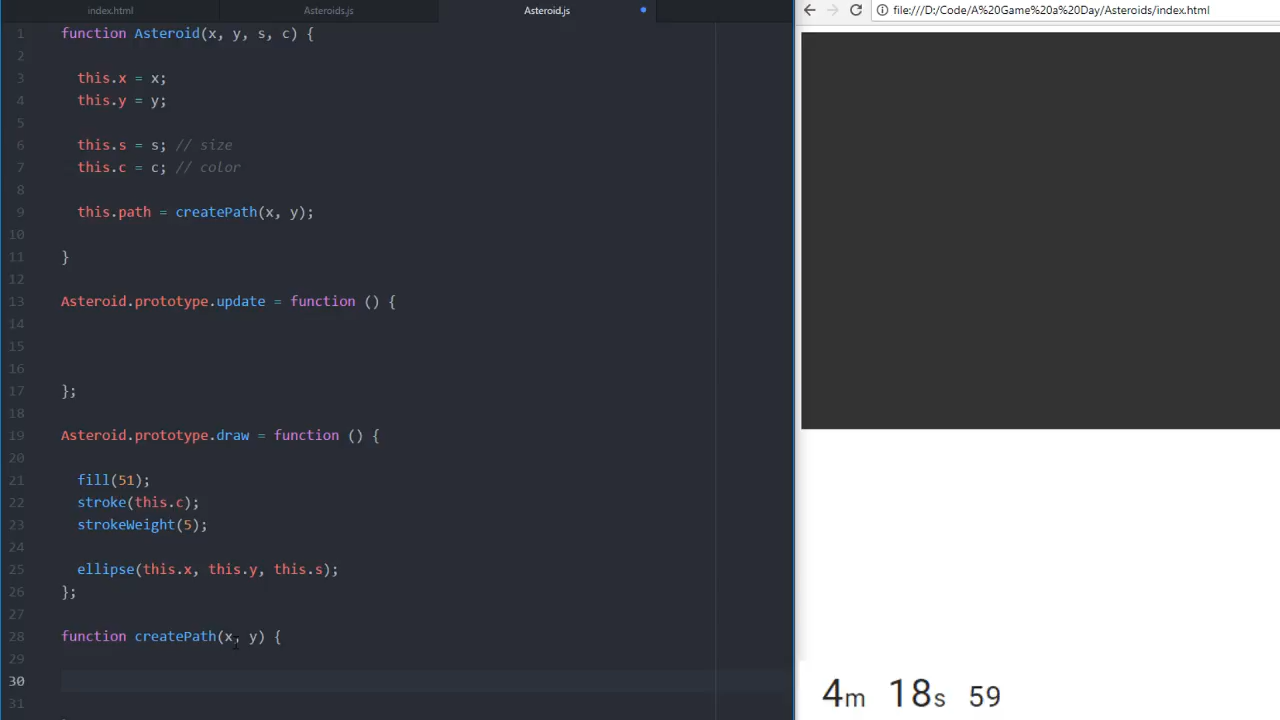 index.html
Asteroids.js
Asteroid.js
file:///D:/Code/A%20Game%20a%20Day/Asteroids/index.html
1 function Asteroid(x, y, s, c) {
2
3 this.x = x;
4 this.y = y;
5
6 this.s = s; // size
7 this.c = c; // color
8
9 this.path = createPath(x, y);
10
11 }
12
13 Asteroid.prototype.update = function () {
14
15
16
17 };
18
19 Asteroid.prototype.draw = function () {
20
21 fill(51);
22 stroke(this.c);
23 strokeWeight(5);
24
25 ellipse(this.x, this.y, this.s);
26 };
27
28 function createPath(x, y) {
29
30
31
4m 18s 59